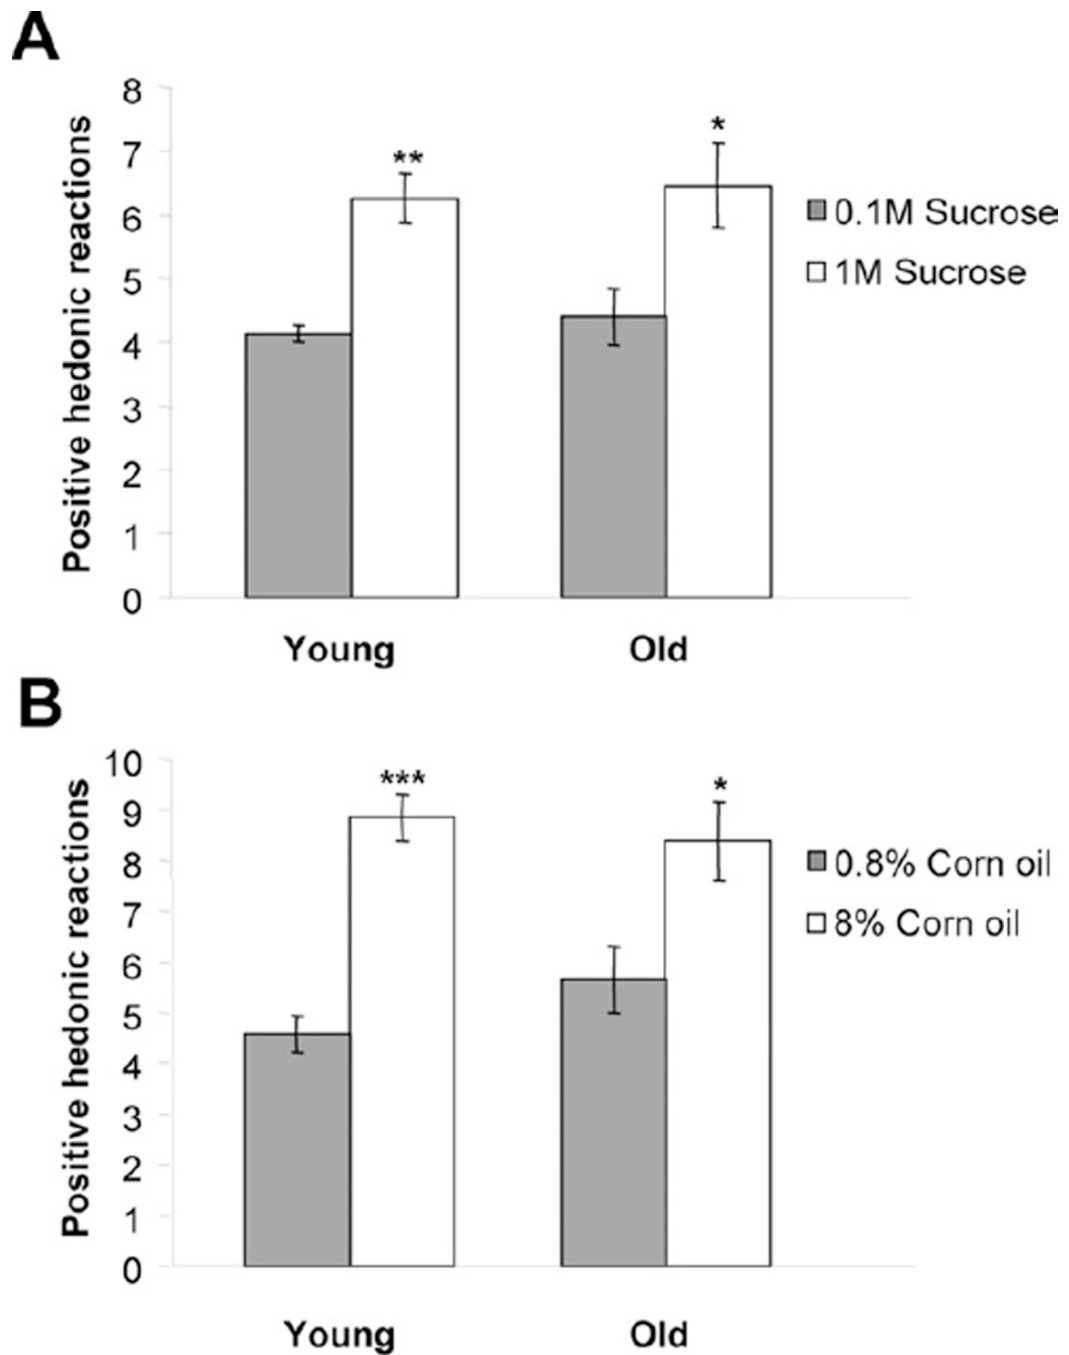 A
Positive hedonic reactions
8
7
6
5
4
3
2
1
0
**
*
0.1M Sucrose
1M Sucrose
Young Old
B
Positive hedonic reactions
10
9
8
7
6
5
4
3
2
1
0
***
*
0.8% Corn oil
8% Corn oil
Young Old